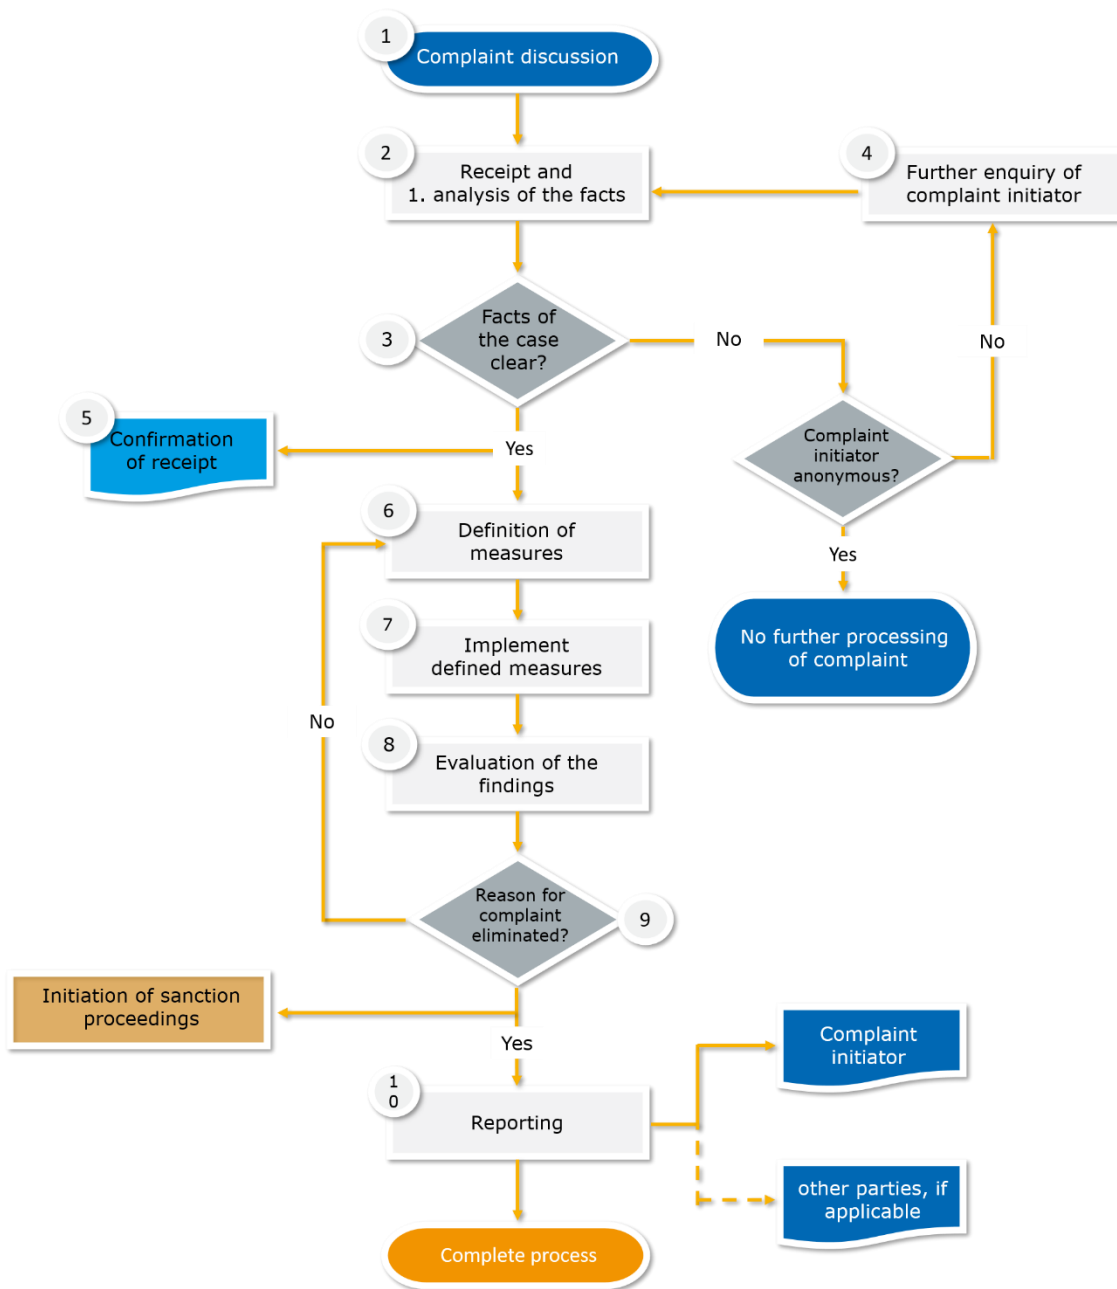 1
Complaint discussion
2
Receipt and
1. analysis of the facts
4
Further enquiry of
complaint initiator
3
Facts of
the case
clear?
No
No
5
Confirmation
of receipt
Yes
Complaint
initiator
anonymous?
6
Definition of
measures
Yes
7
Implement
defined measures
No further processing
of complaint
No
8
Evaluation of the
findings
Reason for
complaint
eliminated?
9
Initiation of sanction
proceedings
Yes
Complaint
initiator
1
0
Reporting
other parties, if
applicable
Complete process